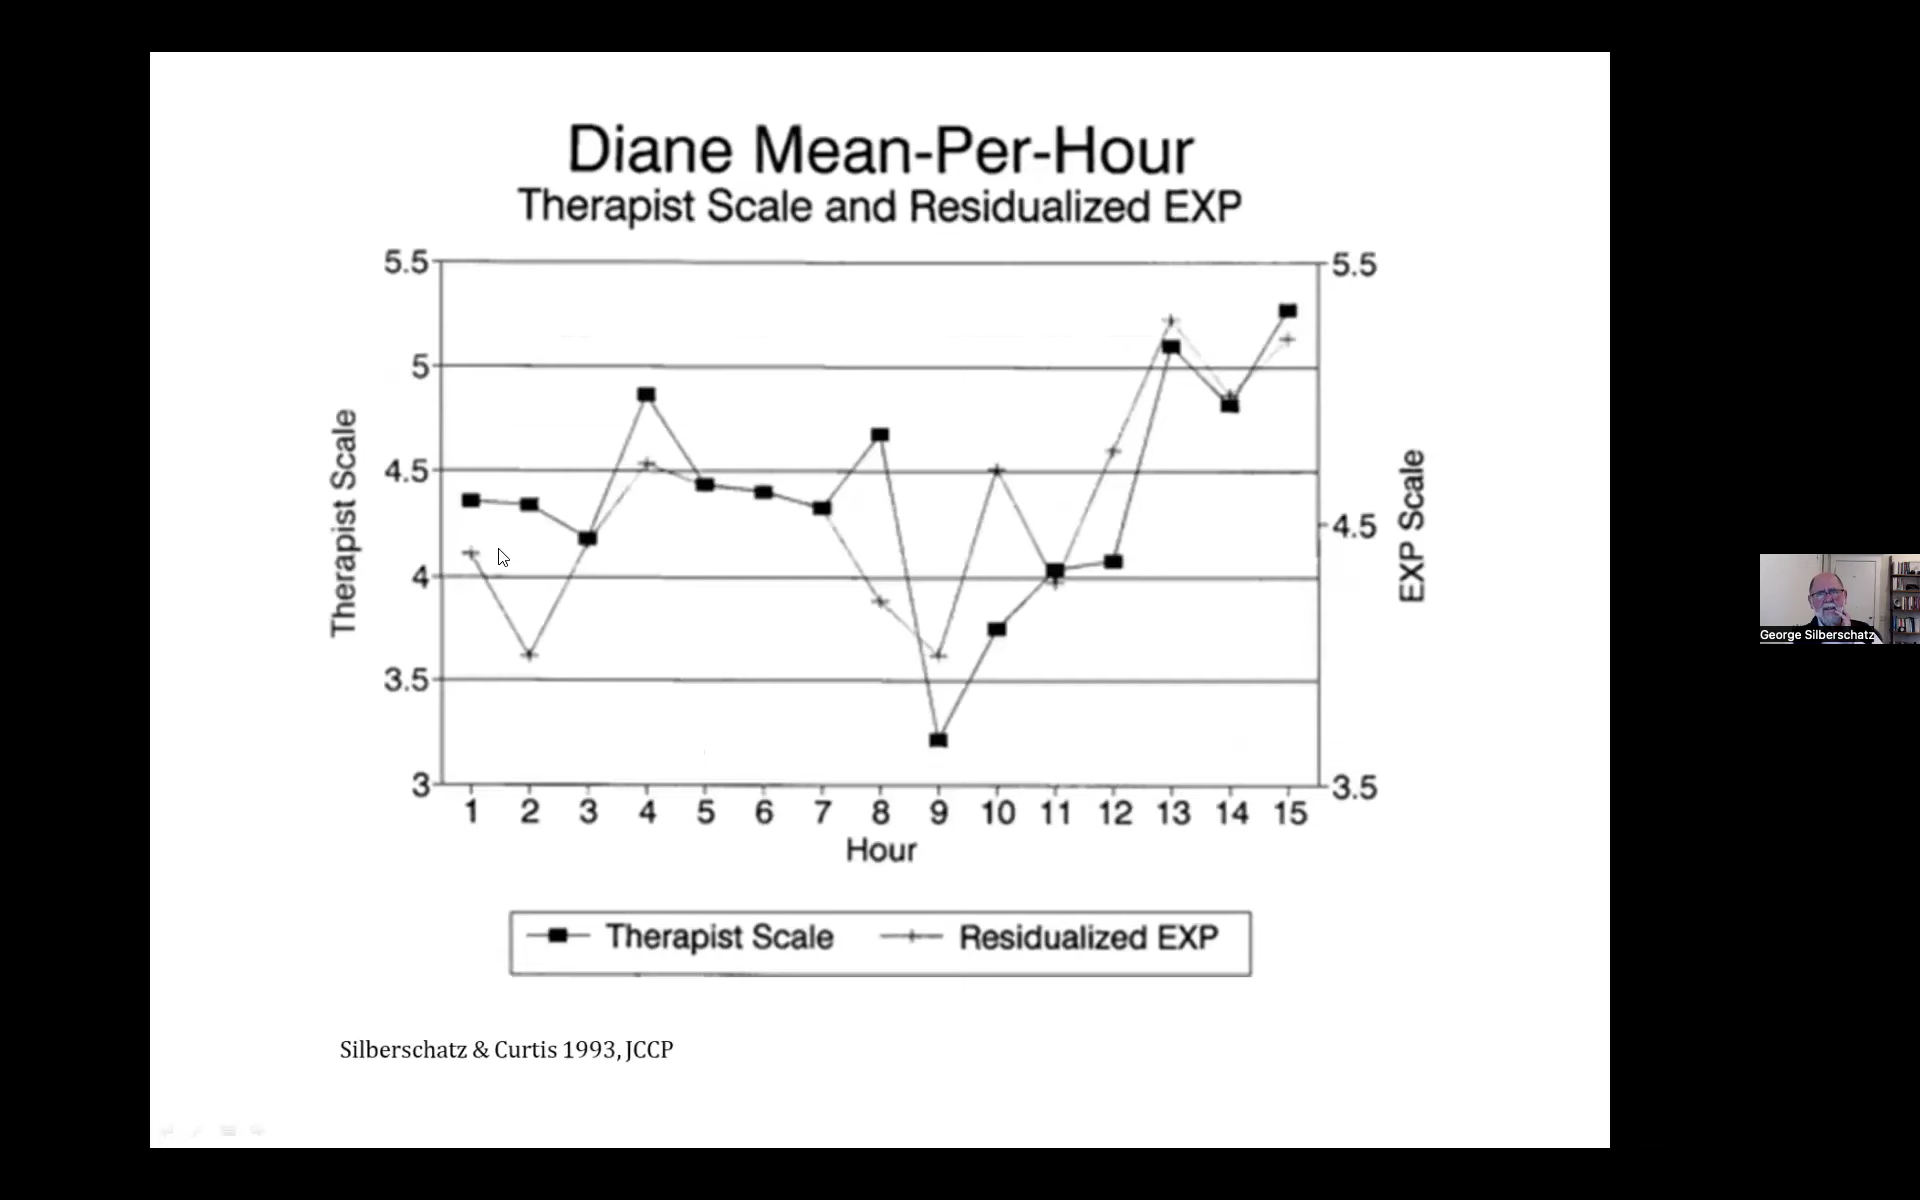 Diane Mean-Per-Hour
Therapist Scale and Residualized EXP
5.5
5
4.5
4
3.5
3
Therapist Scale
5.5
4.5
3.5
EXP Scale
1 2 3 4 5 6 7 8 9 10 11 12 13 14 15
Hour
Therapist Scale Residualized EXP
Silberschatz & Curtis 1993, JCCP
George Silberschatz